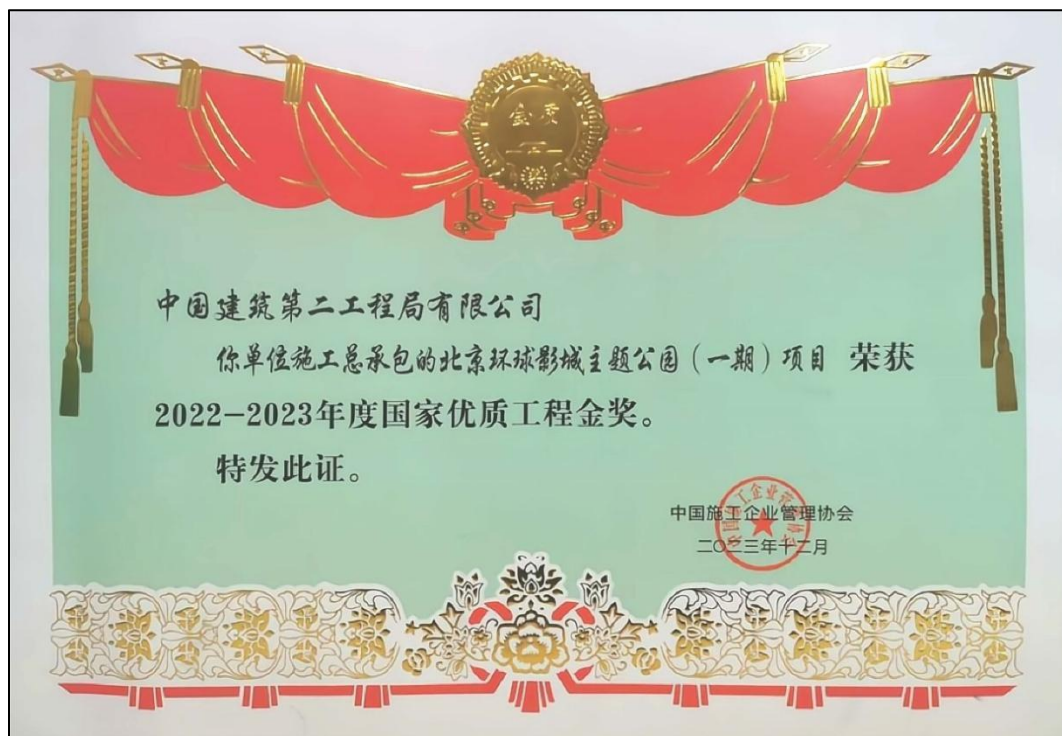 金质
中国建筑第二工程局有限公司
你单位施工总承包的北京环球影城主题公园（一期）项目 荣获
2022-2023年度国家优质工程金奖。
特发此证。
中国施工企业管理协会
二〇二三年十二月